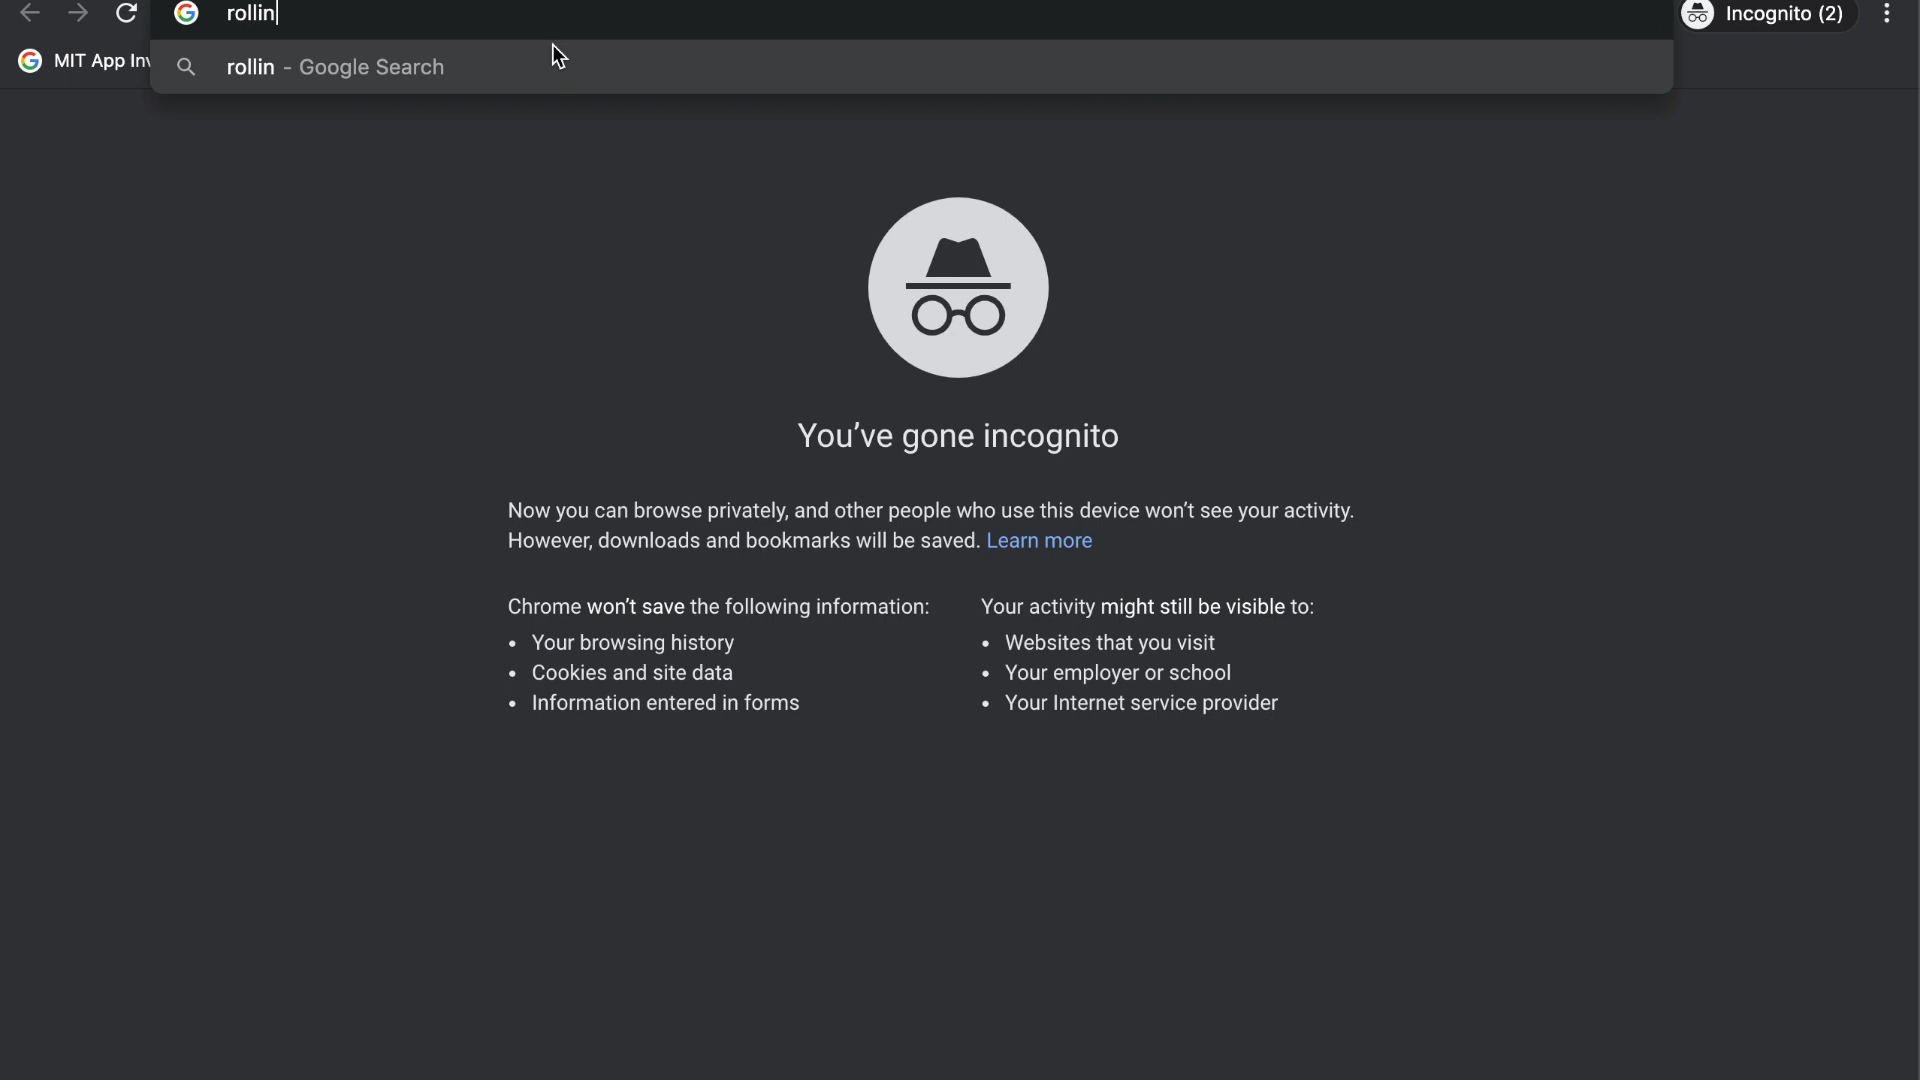 rollin
Incognito (2)
MIT App Inv
rollin - Google Search
You've gone incognito
Now you can browse privately, and other people who use this device won't see your activity.
However, downloads and bookmarks will be saved. Learn more
Chrome won't save the following information:
• Your browsing history
• Cookies and site data
• Information entered in forms
Your activity might still be visible to:
• Websites that you visit
• Your employer or school
• Your Internet service provider